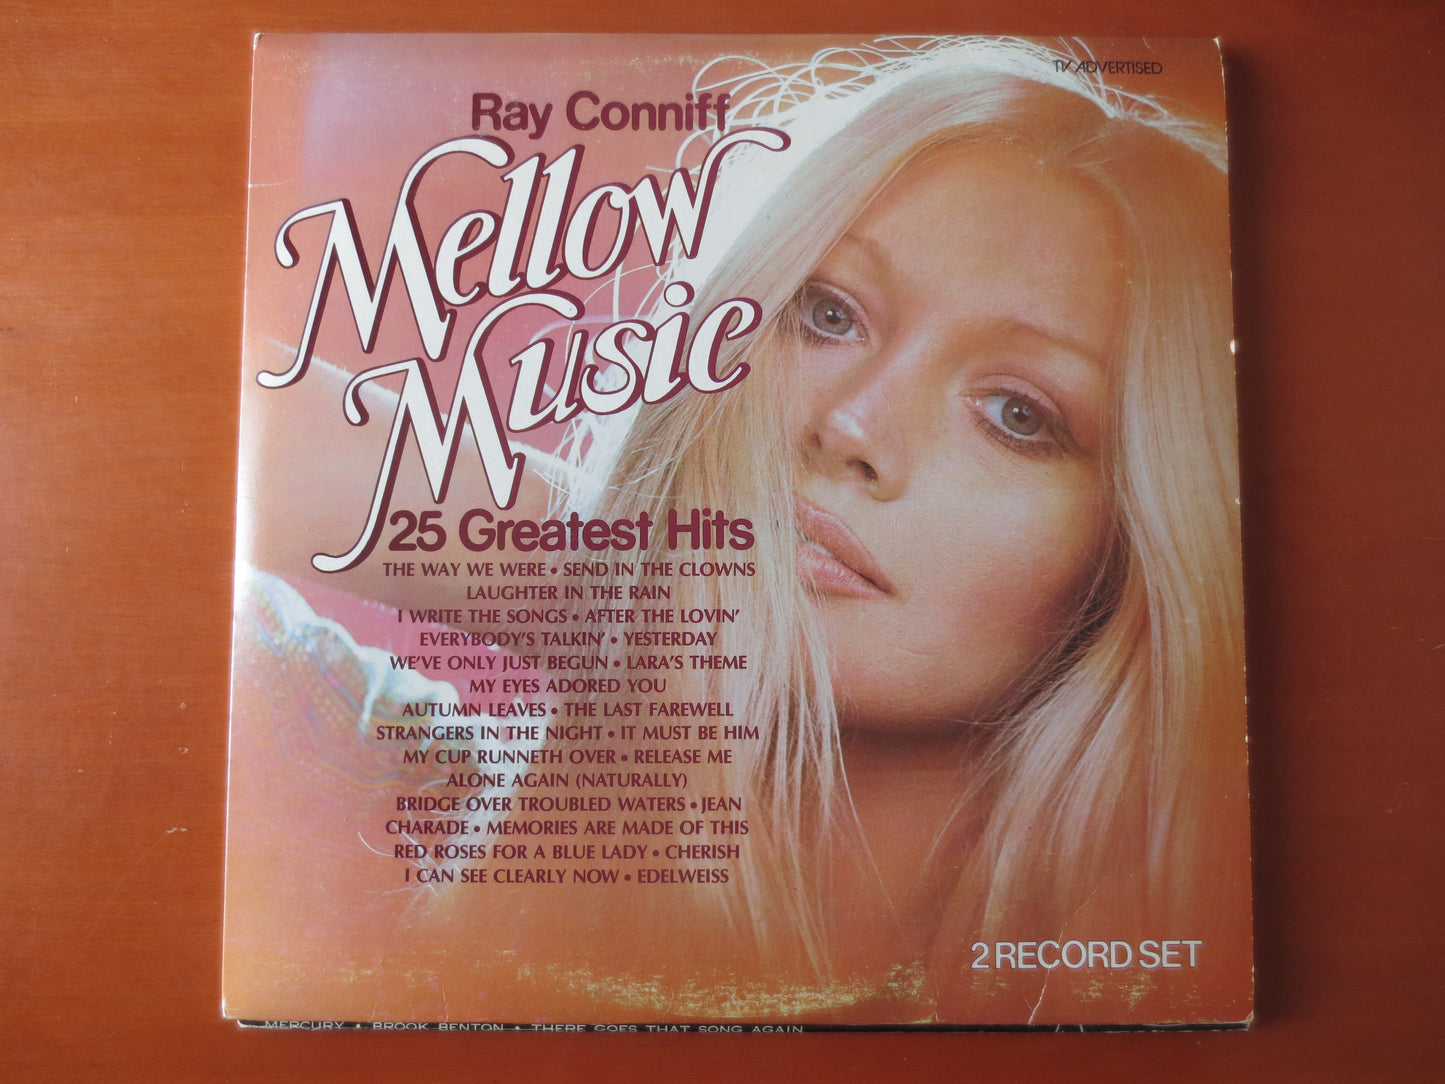 TV ADVERTISED
Ray Conniff
Mellow
Music
25 Greatest Hits
THE WAY WE WERE • SEND IN THE CLOWNS
LAUGHTER IN THE RAIN
I WRITE THE SONGS • AFTER THE LOVIN'
EVERYBODY'S TALKIN' • YESTERDAY
WE'VE ONLY JUST BEGUN • LARA'S THEME
MY EYES ADORED YOU
AUTUMN LEAVES • THE LAST FAREWELL
STRANGERS IN THE NIGHT • IT MUST BE HIM
MY CUP RUNNETH OVER • RELEASE ME
ALONE AGAIN (NATURALLY)
BRIDGE OVER TROUBLED WATERS • JEAN
CHARADE • MEMORIES ARE MADE OF THIS
RED ROSES FOR A BLUE LADY • CHERISH
I CAN SEE CLEARLY NOW • EDELWEISS
2 RECORD SET
MERCURY • BROOK BENTON • THERE GOES THAT SONG AGAIN